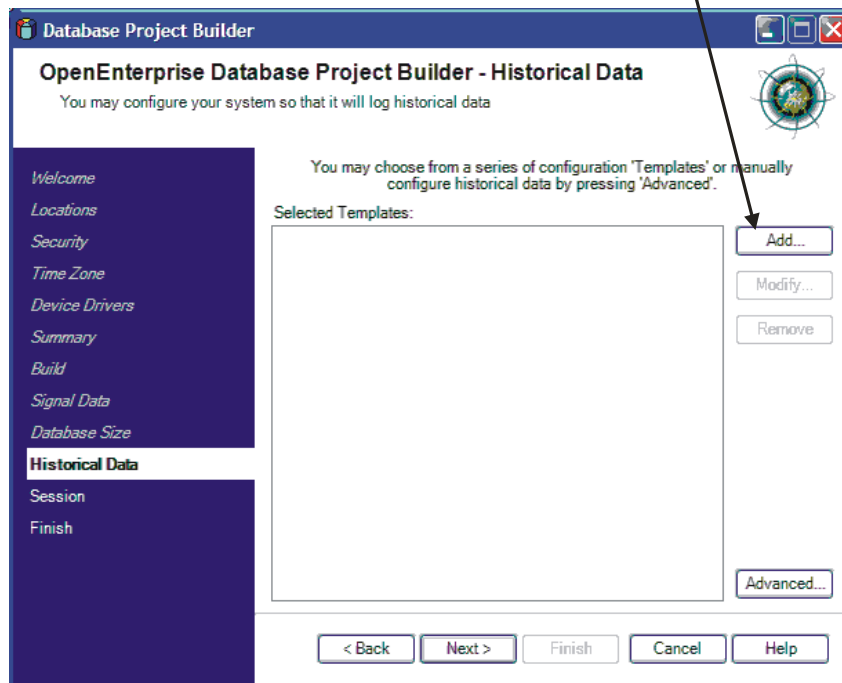 Database Project Builder
OpenEnterprise Database Project Builder - Historical Data
You may configure your system so that it will log historical data
Welcome
Locations
Security
Time Zone
Device Drivers
Summary
Build
Signal Data
Database Size
Historical Data
Session
Finish
You may choose from a series of configuration 'Templates' or manually
configure historical data by pressing 'Advanced'.
Selected Templates:
Add...
Modify...
Remove
Advanced...
< Back
Next >
Finish
Cancel
Help